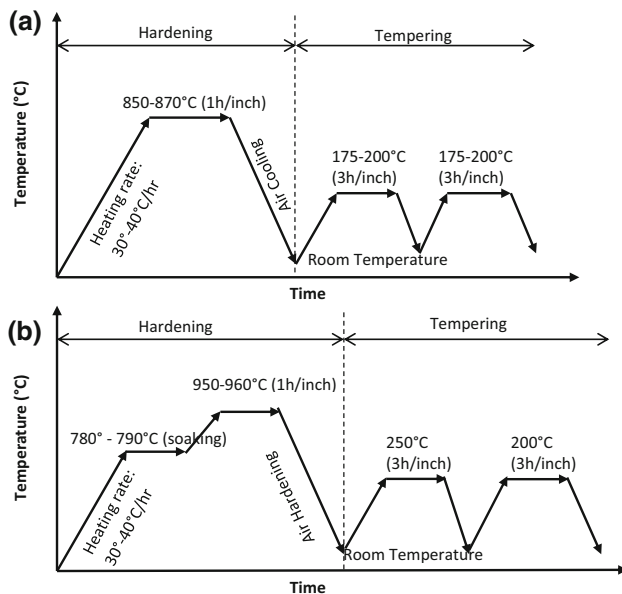 (a)
Hardening
Tempering
850-870°C (1h/inch)
175-200°C
(3h/inch)
175-200°C
(3h/inch)
Heating rate:
30°-40°C/hr
Air Cooling
Room Temperature
Temperature (°C)
Time
(b)
Hardening
Tempering
950-960°C (1h/inch)
780° - 790°C (soaking)
250°C
(3h/inch)
200°C
(3h/inch)
Heating rate:
30°-40°C/hr
Air Hardening
Room Temperature
Temperature (°C)
Time